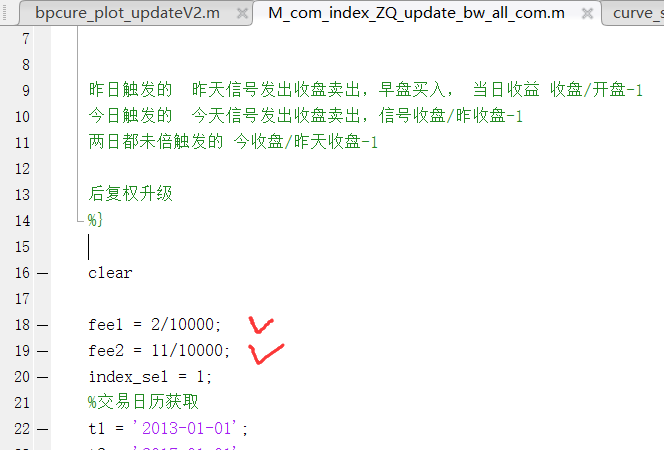 bpcure_plot_updateV2.m M_com_index_ZQ_update_bw_all_com.m curve_s
7
8
9 昨日触发的 昨天信号发出收盘卖出，早盘买入， 当日收益 收盘/开盘-1
10 今日触发的 今天信号发出收盘卖出，信号收盘/昨收盘-1
11 两日都未倍触发的 今收盘/昨天收盘-1
12
13 后复权升级
14 %}
15
16 clear
17
18 fee1 = 2/10000;
19 fee2 = 11/10000;
20 index_sel = 1;
21 %交易日历获取
22 t1 = '2013-01-01';